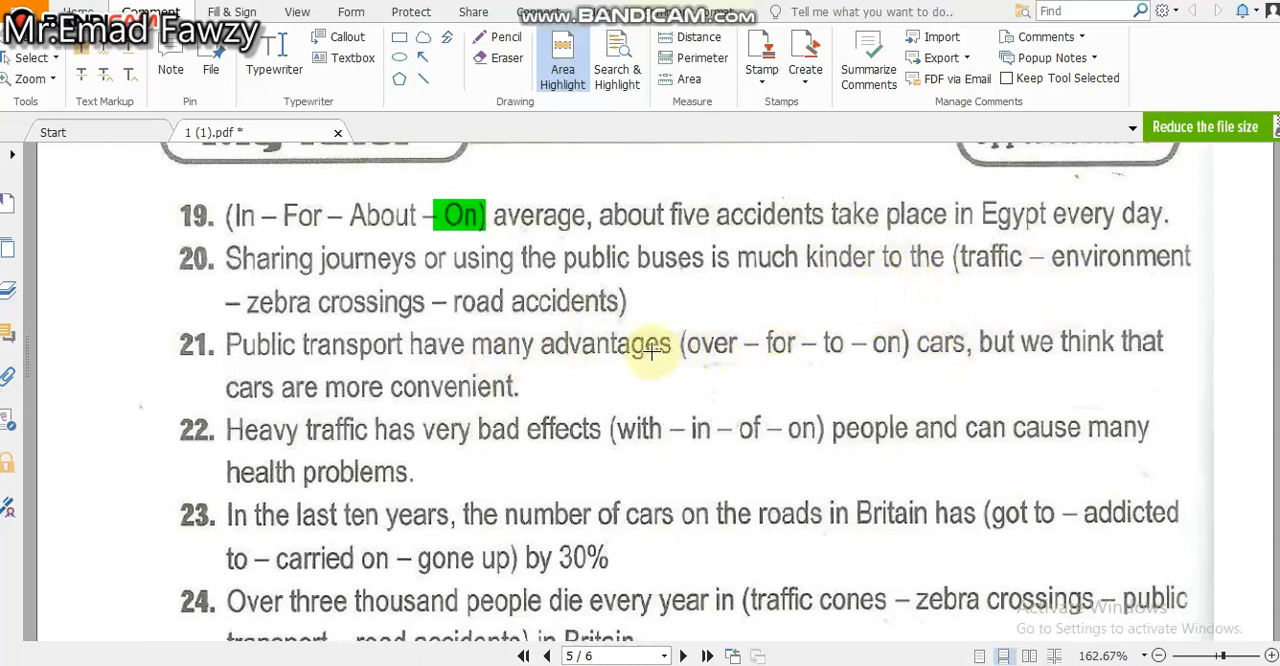 Comment
Fill & Sign
View
Form
Protect
Share
WWW.BANDICAM.COM
Tell me what you want to do..
Find
Mr.Emad Fawzy
Select
Zoom
Note
File
Typewriter
Callout
Textbox
Pencil
Eraser
Area Highlight
Search & Highlight
Distance
Perimeter
Area
Stamp
Create
Summarize Comments
Import
Export
FDF via Email
Comments
Popup Notes
Keep Tool Selected
Tools
Text Markup
Pin
Typewriter
Drawing
Measure
Stamps
Manage Comments
Start
1 (1).pdf *
Reduce the file size
19. (In – For – About – On) average, about five accidents take place in Egypt every day.
20. Sharing journeys or using the public buses is much kinder to the (traffic – environment
– zebra crossings – road accidents)
21. Public transport have many advantages (over – for – to – on) cars, but we think that
cars are more convenient.
22. Heavy traffic has very bad effects (with – in – of – on) people and can cause many
health problems.
23. In the last ten years, the number of cars on the roads in Britain has (got to – addicted
to – carried on – gone up) by 30%
24. Over three thousand people die every year in (traffic cones – zebra crossings – public
transport – road accidents) in Britain
Activate Windows
Go to Settings to activate Windows.
5 / 6
162.67%